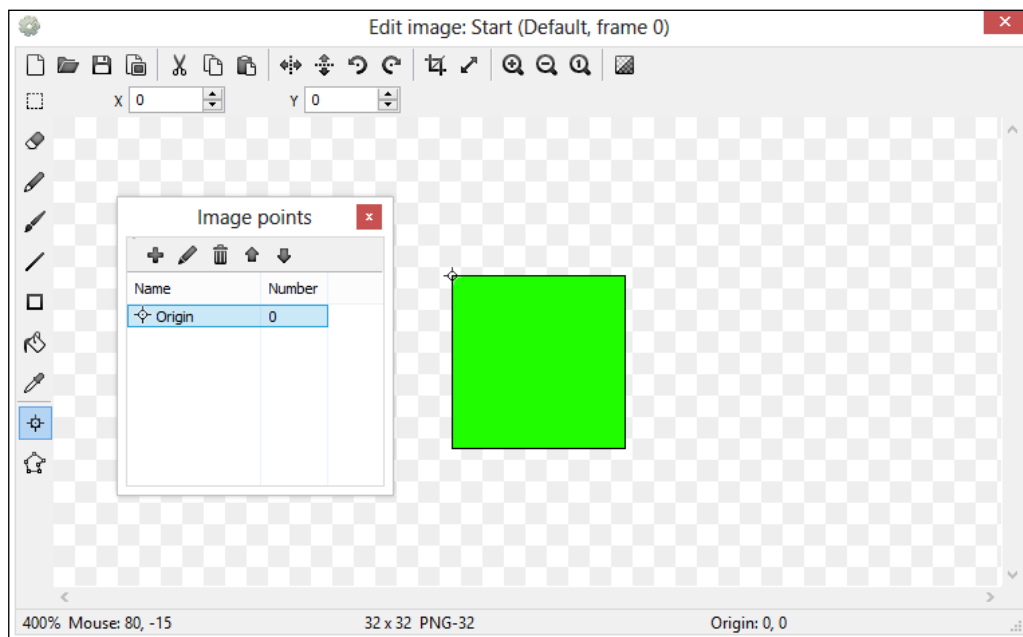 Edit image: Start (Default, frame 0)
X 0 Y 0
Image points
Name Number
Origin 0
400% Mouse: 80, -15 32 x 32 PNG-32 Origin: 0, 0